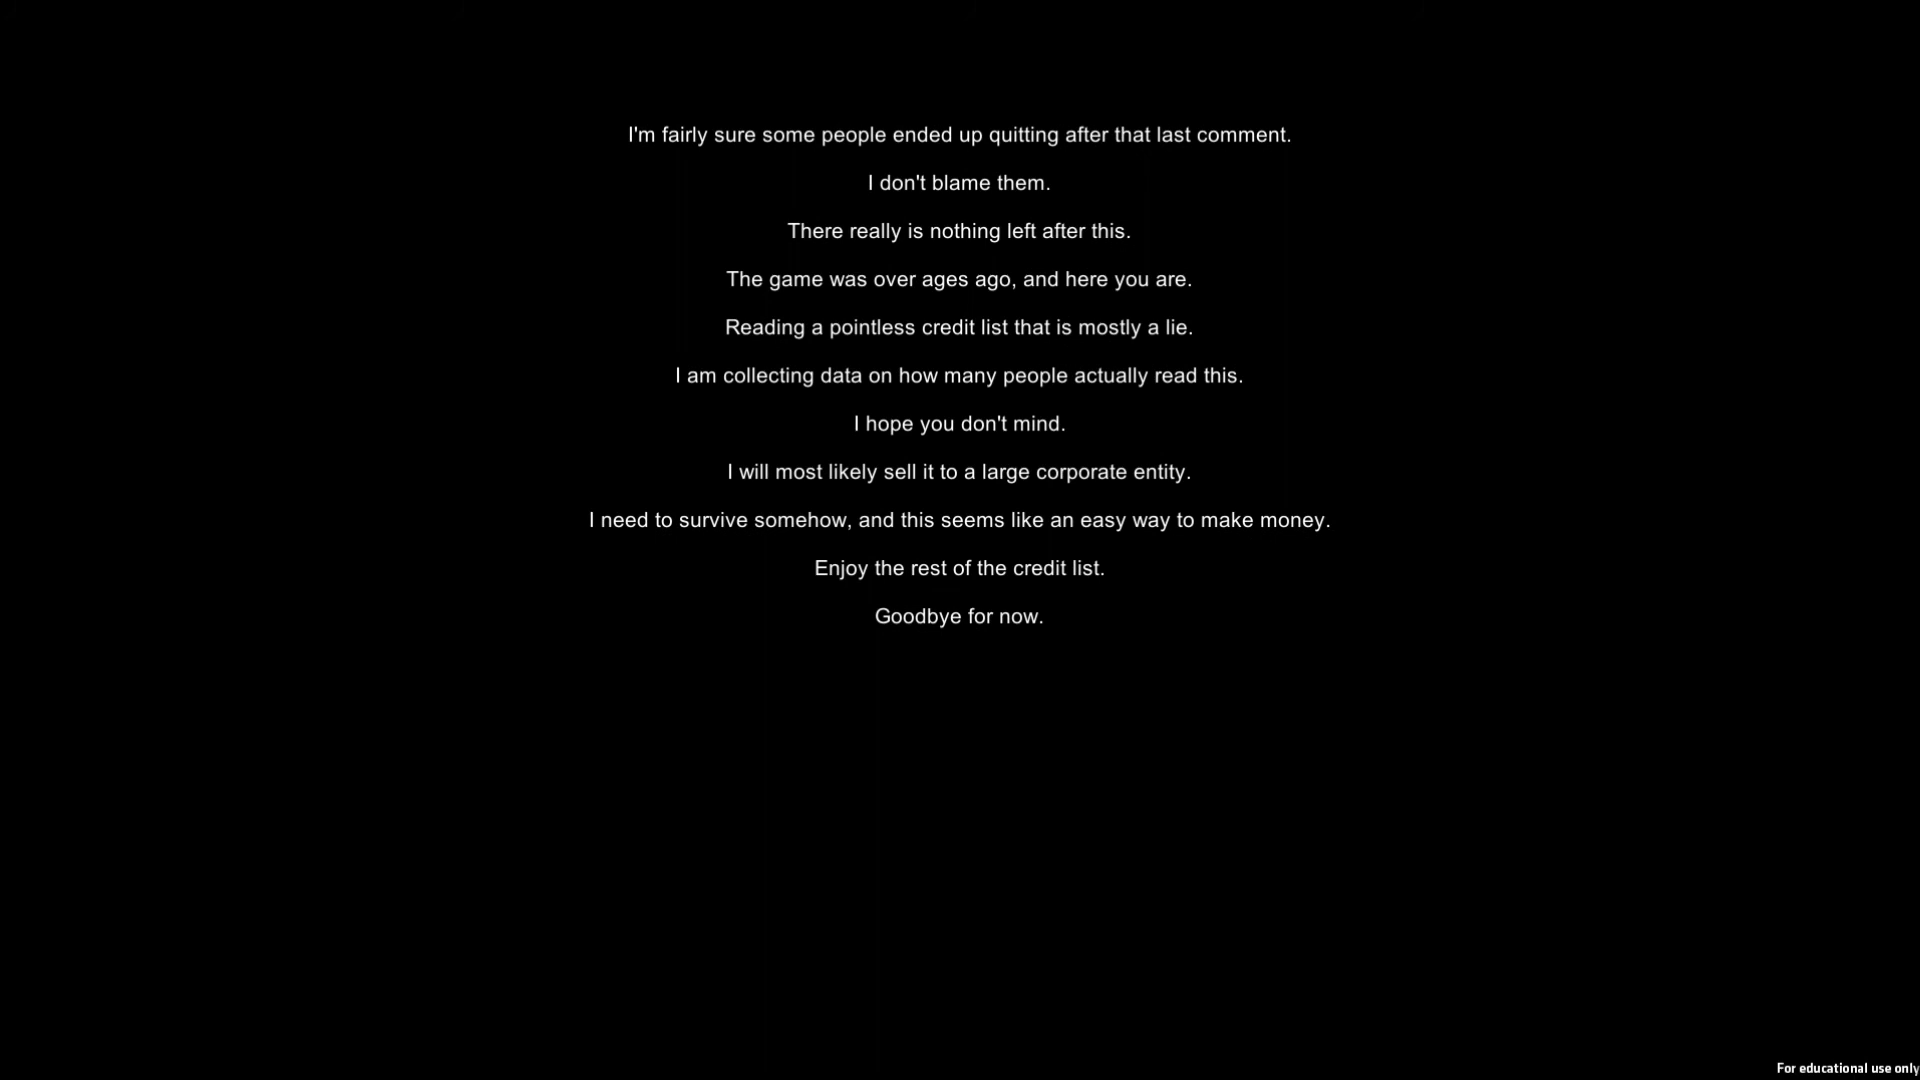 I'm fairly sure some people ended up quitting after that last comment.
I don't blame them.
There really is nothing left after this.
The game was over ages ago, and here you are.
Reading a pointless credit list that is mostly a lie.
I am collecting data on how many people actually read this.
I hope you don't mind.
I will most likely sell it to a large corporate entity.
I need to survive somehow, and this seems like an easy way to make money.
Enjoy the rest of the credit list.
Goodbye for now.
For educational use only